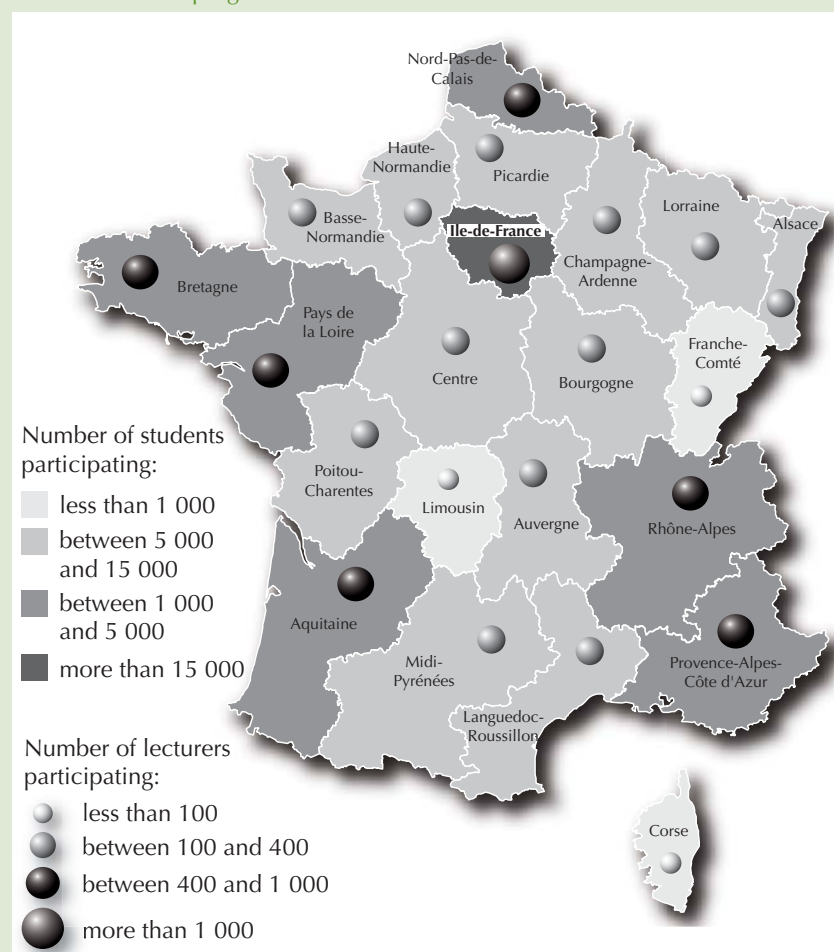 Nord-Pas-de-
Calais
Haute-
Normandie
Picardie
Basse-
Normandie
Ile-de-France
Lorraine
Alsace
Champagne-
Ardenne
Bretagne
Pays de
la Loire
Franche-
Comté
Centre
Bourgogne
Poitou-
Charentes
Limousin
Auvergne
Rhône-Alpes
Aquitaine
Midi-
Pyrénées
Provence-Alpes-
Côte d'Azur
Languedoc-
Roussillon
Corse
Number of students
participating:
less than 1 000
between 5 000
and 15 000
between 1 000
and 5 000
more than 15 000
Number of lecturers
participating:
less than 100
between 100 and 400
between 400 and 1 000
more than 1 000